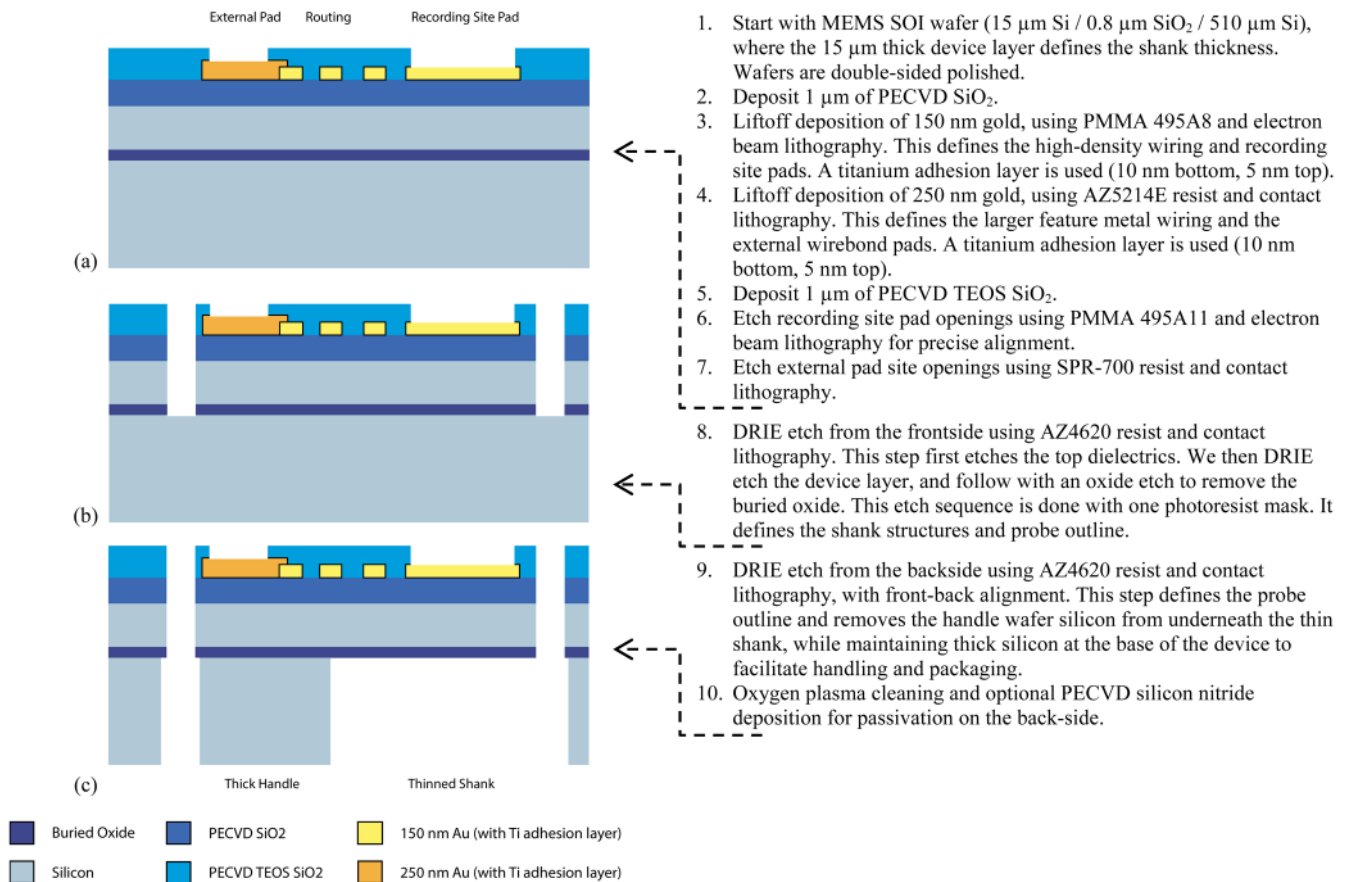 External Pad Routing Recording Site Pad
(a)
(b)
(c)
Thick Handle Thinned Shank
Buried Oxide PECVD SiO2 150 nm Au (with Ti adhesion layer)
Silicon PECVD TEOS SiO2 250 nm Au (with Ti adhesion layer)
1. Start with MEMS SOI wafer (15 µm Si / 0.8 µm SiO₂ / 510 µm Si),
where the 15 µm thick device layer defines the shank thickness.
Wafers are double-sided polished.
2. Deposit 1 µm of PECVD SiO₂.
3. Liftoff deposition of 150 nm gold, using PMMA 495A8 and electron
beam lithography. This defines the high-density wiring and recording
site pads. A titanium adhesion layer is used (10 nm bottom, 5 nm top).
4. Liftoff deposition of 250 nm gold, using AZ5214E resist and contact
lithography. This defines the larger feature metal wiring and the
external wirebond pads. A titanium adhesion layer is used (10 nm
bottom, 5 nm top).
5. Deposit 1 µm of PECVD TEOS SiO₂.
6. Etch recording site pad openings using PMMA 495A11 and electron
beam lithography for precise alignment.
7. Etch external pad site openings using SPR-700 resist and contact
lithography.
8. DRIE etch from the frontside using AZ4620 resist and contact
lithography. This step first etches the top dielectrics. We then DRIE
etch the device layer, and follow with an oxide etch to remove the
buried oxide. This etch sequence is done with one photoresist mask. It
defines the shank structures and probe outline.
9. DRIE etch from the backside using AZ4620 resist and contact
lithography, with front-back alignment. This step defines the probe
outline and removes the handle wafer silicon from underneath the thin
shank, while maintaining thick silicon at the base of the device to
facilitate handling and packaging.
10. Oxygen plasma cleaning and optional PECVD silicon nitride
deposition for passivation on the back-side.